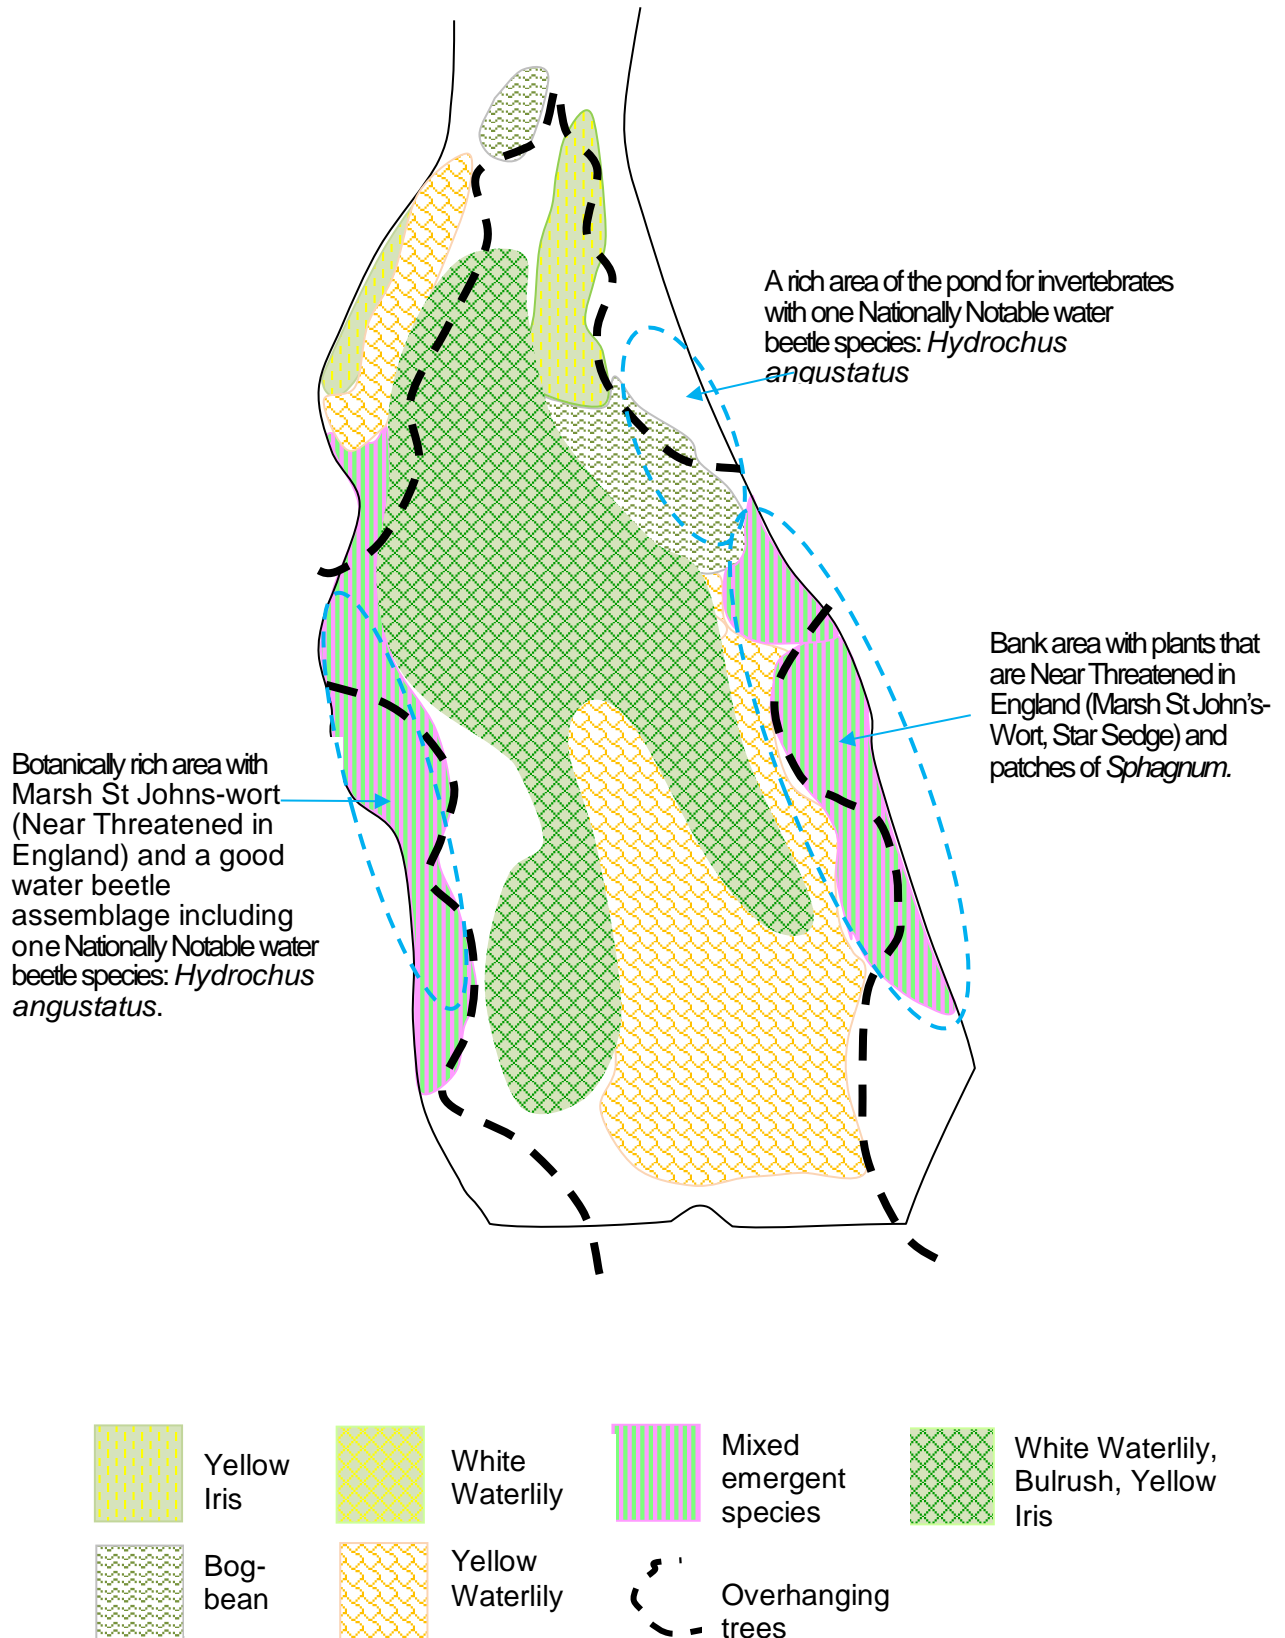 A rich area of the pond for invertebrates
with one Nationally Notable water
beetle species: Hydrochus
angustatus
Bank area with plants that
are Near Threatened in
England (Marsh St John's-
Wort, Star Sedge) and
patches of Sphagnum.
Botanically rich area with
Marsh St Johns-wort
(Near Threatened in
England) and a good
water beetle
assemblage including
one Nationally Notable water
beetle species: Hydrochus
angustatus.
Yellow
Iris
White
Waterlily
Mixed
emergent
species
White Waterlily,
Bulrush, Yellow
Iris
Bog-
bean
Yellow
Waterlily
Overhanging
trees